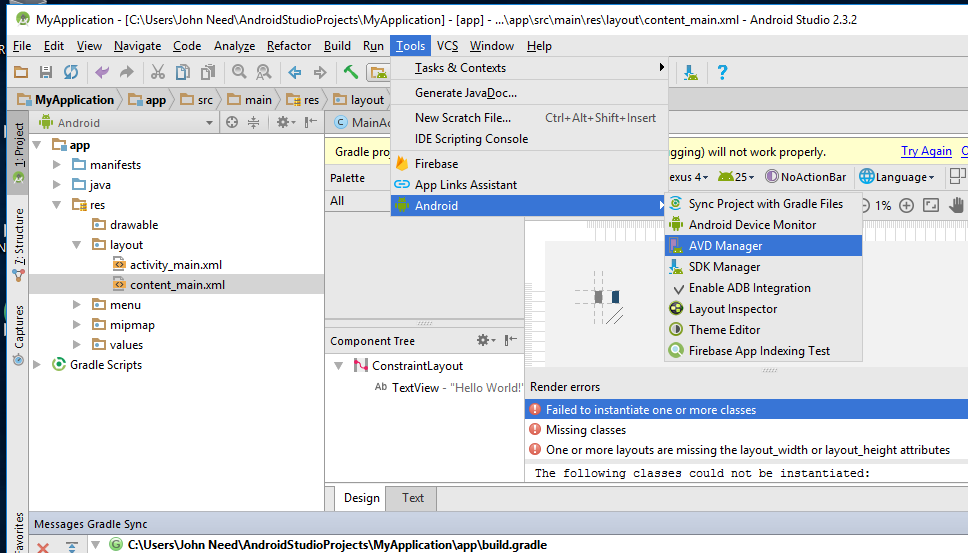 MyApplication - [C:\Users\John Need\AndroidStudioProjects\MyApplication] - [app] - ...\app\src\main\res\layout\content_main.xml - Android Studio 2.3.2
File Edit View Navigate Code Analyze Refactor Build Run Tools VCS Window Help
MyApplication app src main res layout
Tasks & Contexts
Generate JavaDoc...
New Scratch File... Ctrl+Alt+Shift+Insert
IDE Scripting Console
Firebase
App Links Assistant
Android
Sync Project with Gradle Files
Android Device Monitor
AVD Manager
SDK Manager
Enable ADB Integration
Layout Inspector
Theme Editor
Firebase App Indexing Test
1: Project
7: Structure
Captures
Android
app
manifests
java
res
drawable
layout
activity_main.xml
content_main.xml
menu
mipmap
values
Gradle Scripts
MainAc
Gradle proj
gging) will not work properly. Try Again
Palette
All
exus 4 25 NoActionBar Language
1%
Component Tree
ConstraintLayout
Ab TextView - "Hello World!"
Render errors
Failed to instantiate one or more classes
Missing classes
One or more layouts are missing the layout_width or layout_height attributes
The following classes could not be instantiated:
Design Text
Messages Gradle Sync
C:\Users\John Need\AndroidStudioProjects\MyApplication\app\build.gradle